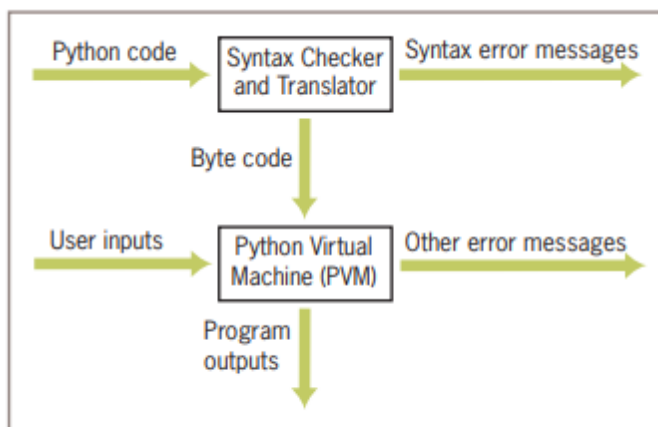 Python code
Syntax Checker
and Translator
Syntax error messages
Byte code
User inputs
Python Virtual
Machine (PVM)
Other error messages
Program
outputs